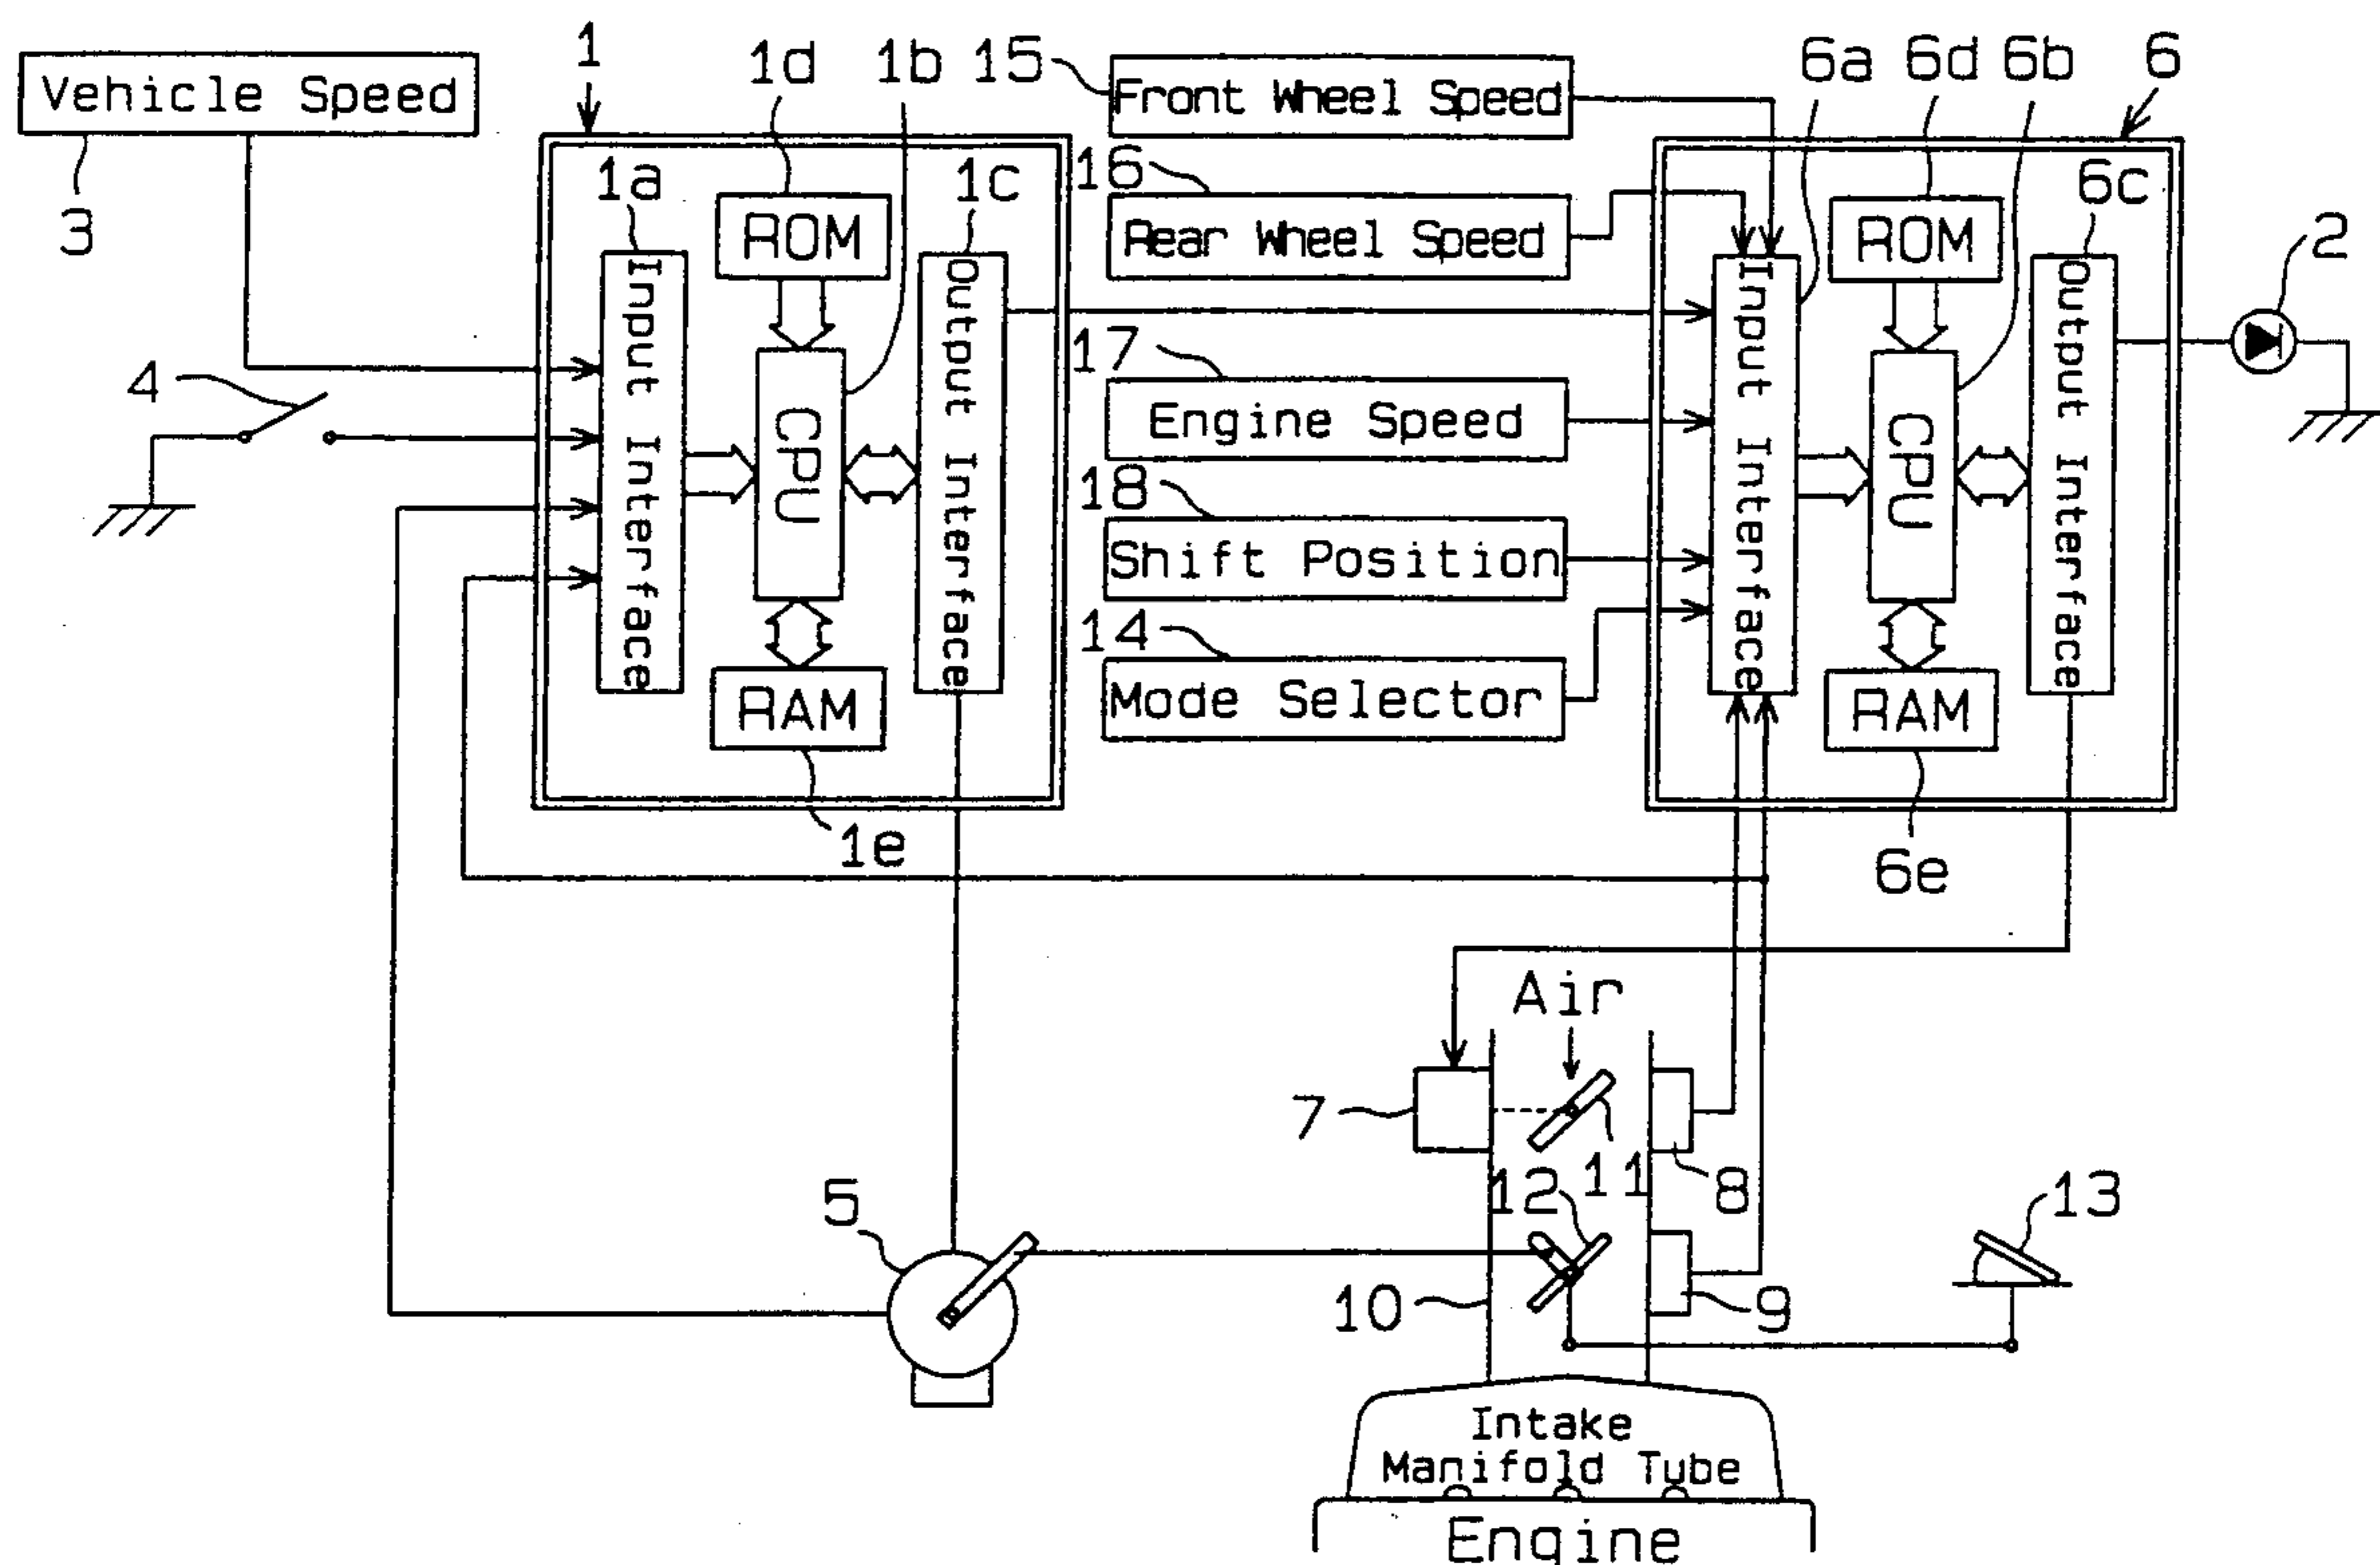 1
1d
1b
15
Front Wheel Speed
6a
6d
6b
6
Vehicle Speed
3
1a
ROM
1c
16
Rear Wheel Speed
ROM
6c
2
Input Interface
CPU
Output Interface
Input Interface
CPU
Output Interface
4
17
Engine Speed
18
Shift Position
14
Mode Selector
RAM
1e
RAM
6e
Air
7
11
8
12
5
13
10
9
Intake
Manifold Tube
Engine